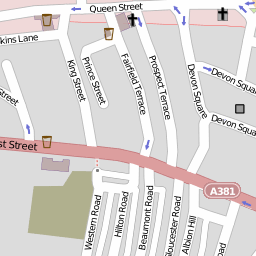 Queen Street
kins Lane
King Street
Prince Street
Fairfield Terrace
Prospect Terrace
Devon Square
Devon Squa
Street
Devon Squa
st Street
A381
Western Road
Hilton Road
Beaumont Road
Gloucester Road
Albion Hill